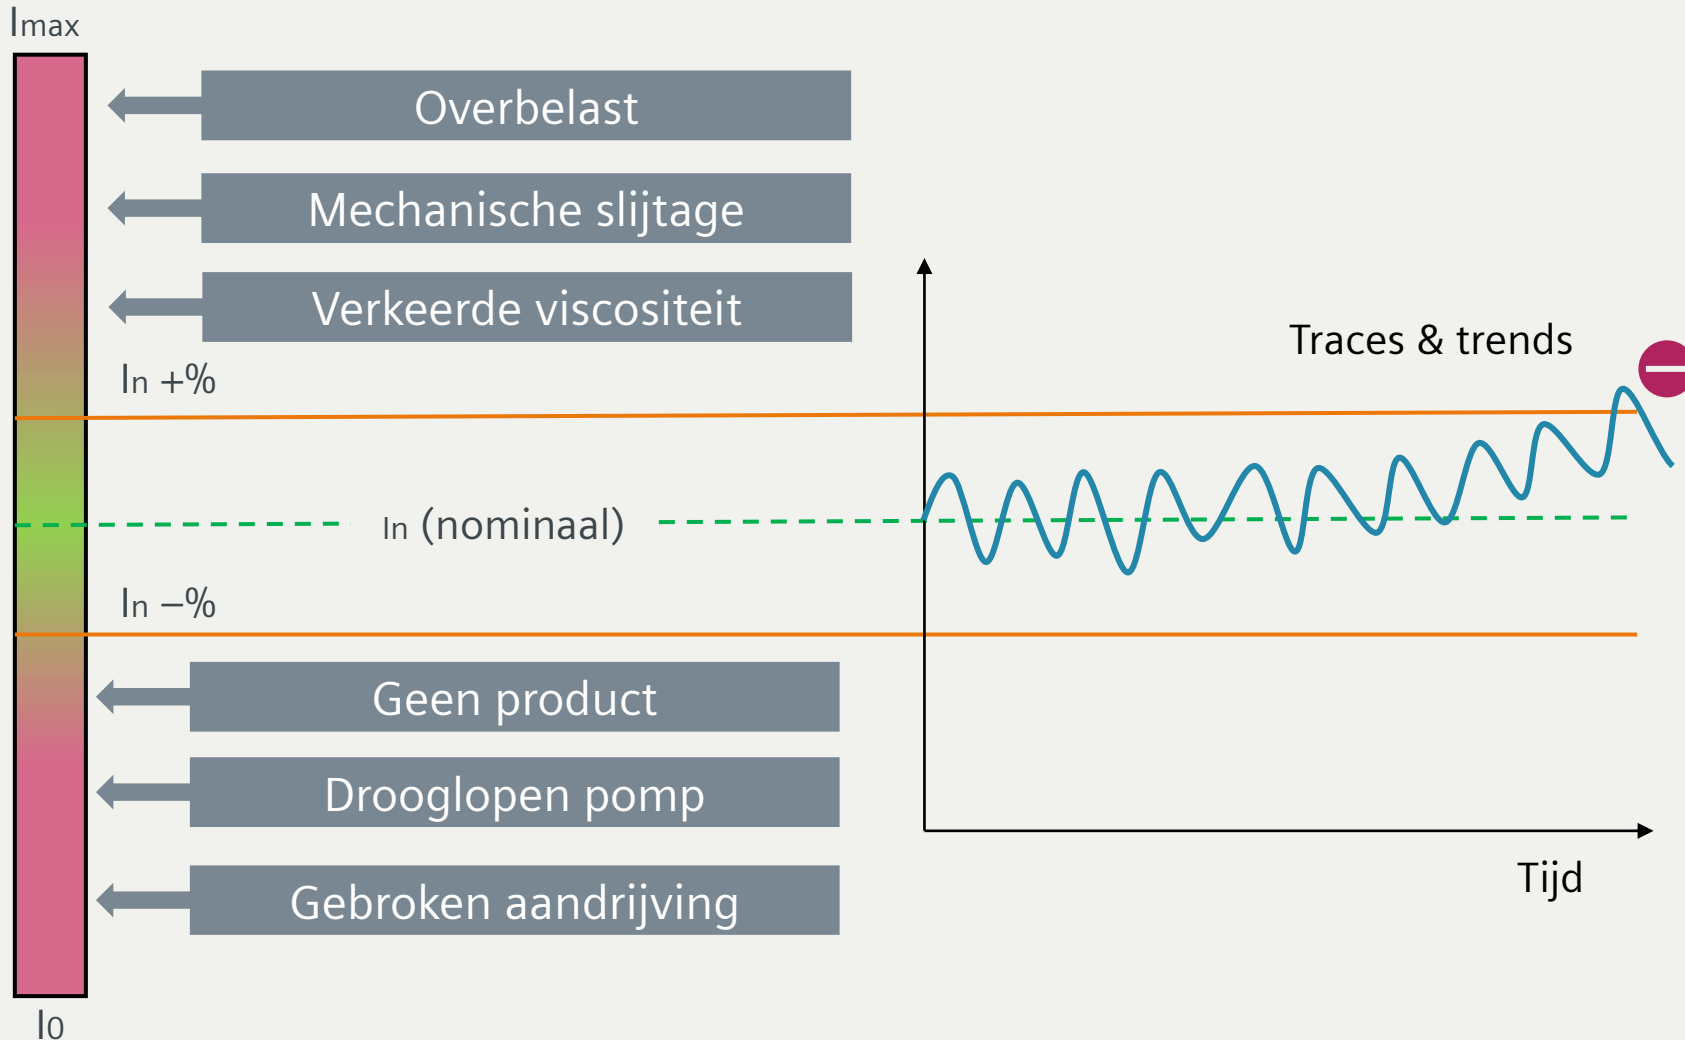 Imax
Overbelast
Mechanische slijtage
Verkeerde viscositeit
In +%
Traces & trends
In (nominaal)
In –%
Geen product
Drooglopen pomp
Gebroken aandrijving
Tijd
I0